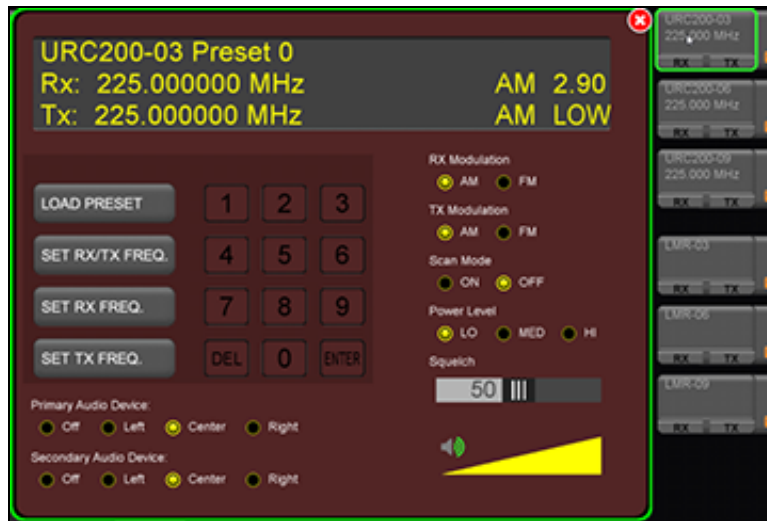 URC200-03 Preset 0
Rx: 225.000000 MHz AM 2.90
Tx: 225.000000 MHz AM LOW
LOAD PRESET
SET RX/TX FREQ.
SET RX FREQ.
SET TX FREQ.
1 2 3
4 5 6
7 8 9
DEL 0 ENTER
Primary Audio Device:
Off Left Center Right
Secondary Audio Device:
Off Left Center Right
RX Modulation
AM FM
TX Modulation
AM FM
Scan Mode
ON OFF
Power Level
LO MED HI
Squelch
50
URC200-03
225.000 MHz
RX TX
URC200-06
225.000 MHz
RX TX
URC200-09
225.000 MHz
RX TX
LMR-03
RX TX
LMR-06
RX TX
LMR-09
RX TX